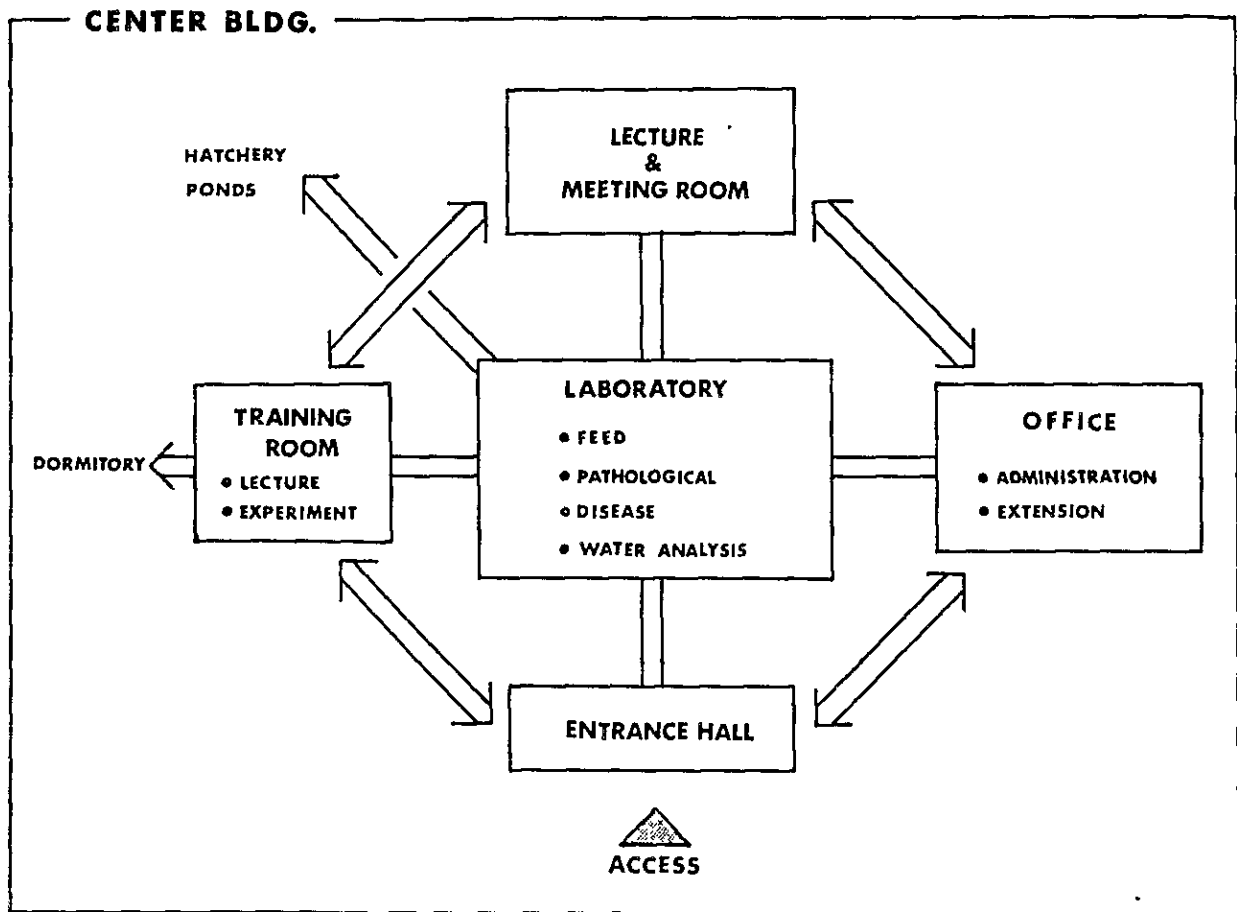 CENTER BLDG.
HATCHERY
PONDS
LECTURE
&
MEETING ROOM
LABORATORY
• FEED
• PATHOLOGICAL
• DISEASE
• WATER ANALYSIS
TRAINING
ROOM
• LECTURE
• EXPERIMENT
DORMITORY
OFFICE
• ADMINISTRATION
• EXTENSION
ENTRANCE HALL
ACCESS